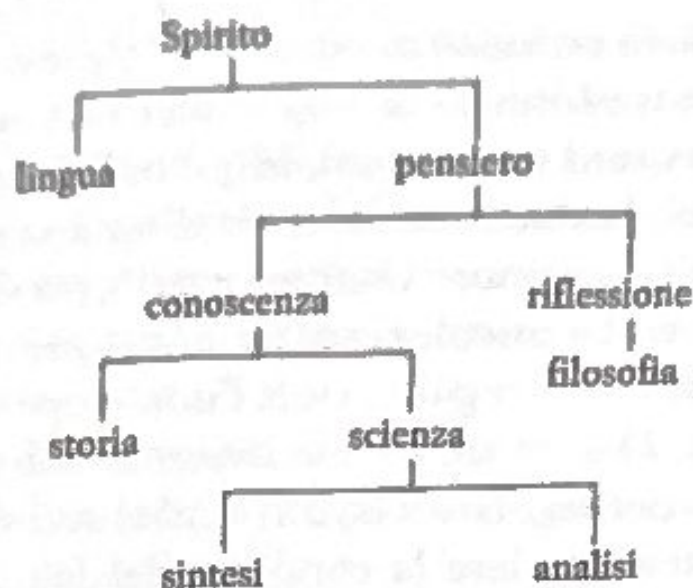 Spirito
lingua pensiero
conoscenza riflessione
filosofia
storia scienza
sintesi analisi